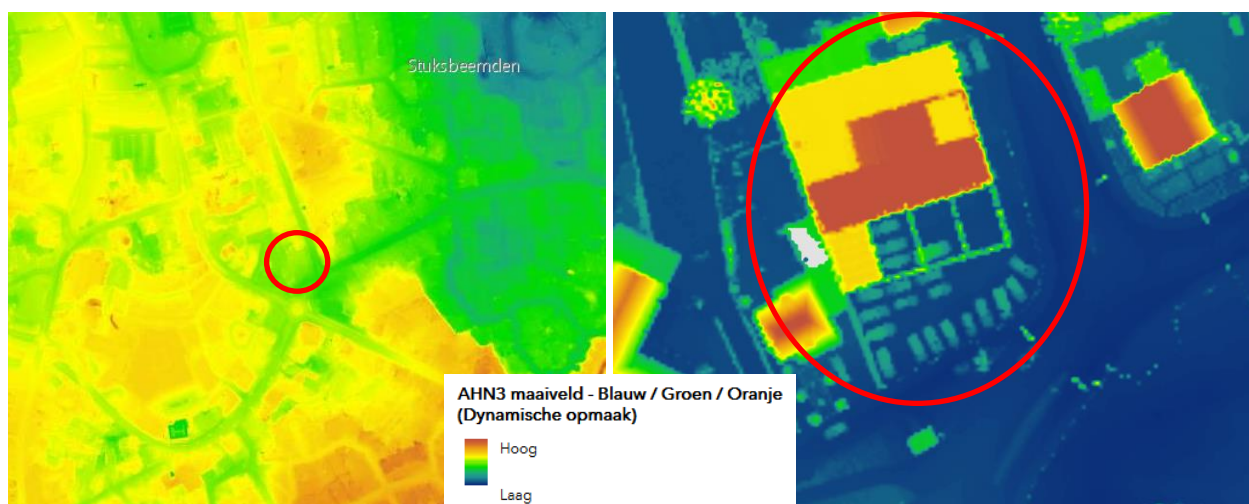 Stuksbeemden
AHN3 maaiveld - Blauw / Groen / Oranje
(Dynamische opmaak)
Hoog
Laag